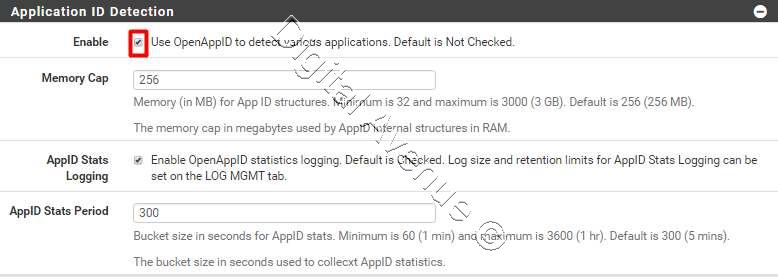 Application ID Detection
Enable
Use OpenAppID to detect various applications. Default is Not Checked.
Memory Cap
256
Memory (in MB) for App ID structures. Minimum is 32 and maximum is 3000 (3 GB). Default is 256 (256 MB).
The memory cap in megabytes used by AppID internal structures in RAM.
AppID Stats
Logging
Enable OpenAppID statistics logging. Default is Checked. Log size and retention limits for AppID Stats Logging can be
set on the LOG MGMT tab.
AppID Stats Period
300
Bucket size in seconds for AppID stats. Minimum is 60 (1 min) and maximum is 3600 (1 hr). Default is 300 (5 mins).
The bucket size in seconds used to collecxt AppID statistics.
Digital Avenue ©